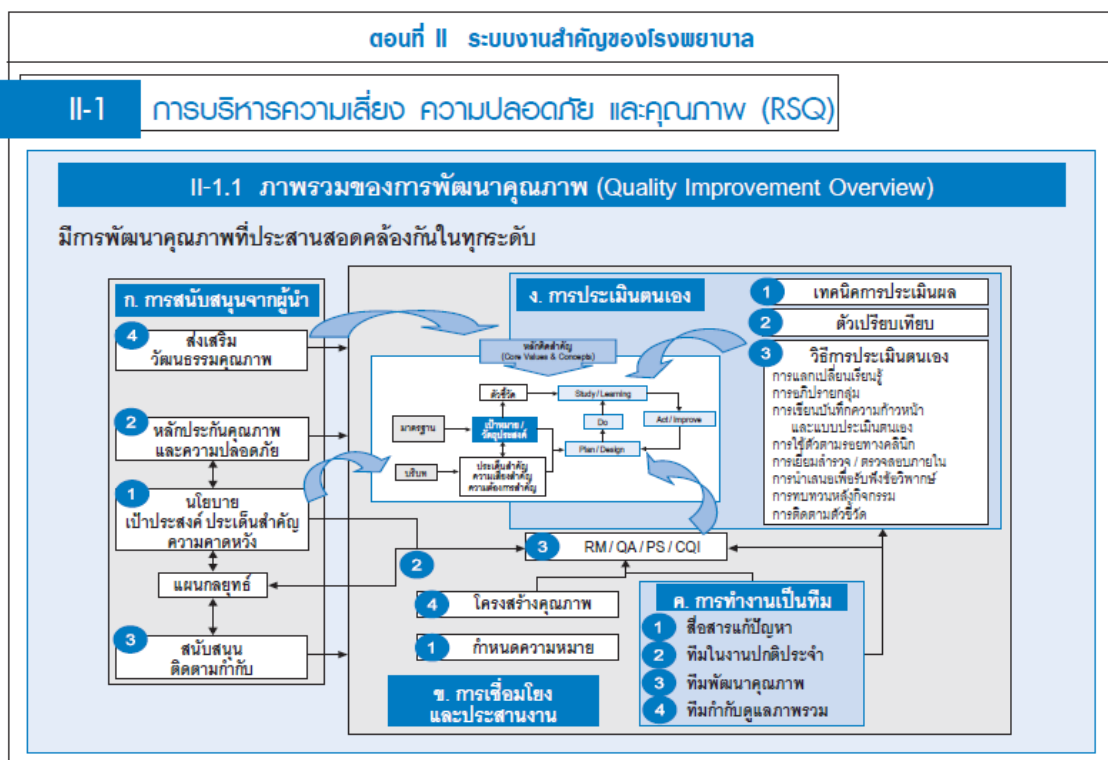 ตอนที่ II ระบบงานสำคัญของโรงพยาบาล
II-1 การบริหารความเสี่ยง ความปลอดภัย และคุณภาพ (RSQ)
II-1.1 ภาพรวมของการพัฒนาคุณภาพ (Quality Improvement Overview)
มีการพัฒนาคุณภาพที่ประสานสอดคล้องกันในทุกระดับ
ก. การสนับสนุนจากผู้นำ
4 ส่งเสริม
วัฒนธรรมคุณภาพ
2 หลักประกันคุณภาพ
และความปลอดภัย
1 นโยบาย
เป้าประสงค์ ประเด็นสำคัญ
ความคาดหวัง
แผนกลยุทธ์
3 สนับสนุน
ติดตามกำกับ
ง. การประเมินตนเอง
1 เทคนิคการประเมินผล
2 ตัวเปรียบเทียบ
3 วิธีการประเมินตนเอง
การแลกเปลี่ยนเรียนรู้
การอภิปรายกลุ่ม
การเขียนบันทึกความก้าวหน้า
และแบบประเมินตนเอง
การใช้ตัวตามรอยทางคลินิก
การเยี่ยมสำรวจ / ตรวจสอบภายใน
การนำเสนอเพื่อรับฟังข้อวิพากษ์
การทบทวนหลังกิจกรรม
การติดตามตัวชี้วัด
หลักคิดสำคัญ
(Core Values & Concepts)
ตัวชี้วัด
Study / Learning
มาตรฐาน
เป้าหมาย /
วัตถุประสงค์
Do
Act / Improve
Plan / Design
บริบท
ประเด็นสำคัญ
ความเสี่ยงสำคัญ
ความต้องการสำคัญ
2
3 RM / QA / PS / CQI
4 โครงสร้างคุณภาพ
1 กำหนดความหมาย
ข. การเชื่อมโยง
และประสานงาน
ค. การทำงานเป็นทีม
1 สื่อสารแก้ปัญหา
2 ทีมในงานปกติประจำ
3 ทีมพัฒนาคุณภาพ
4 ทีมกำกับดูแลภาพรวม